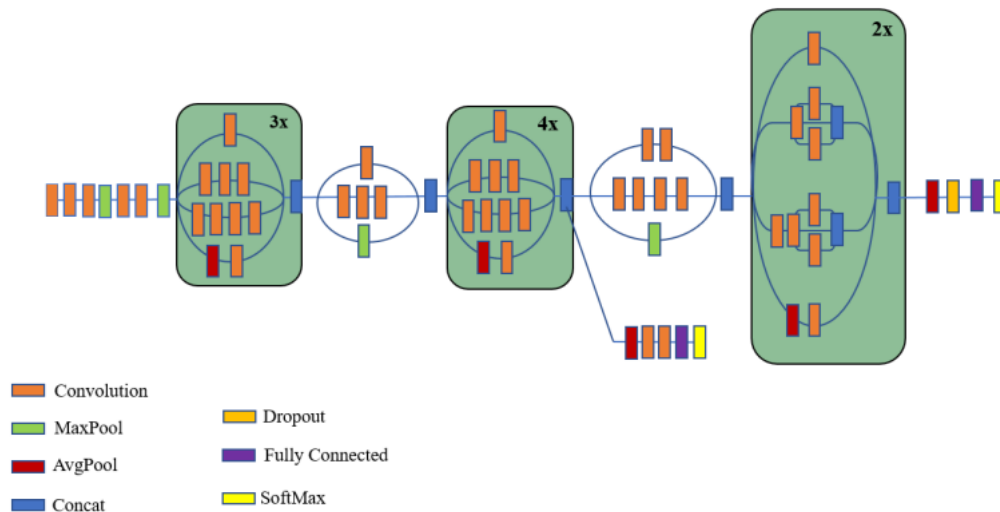 3x
4x
2x
Convolution
MaxPool
AvgPool
Concat
Dropout
Fully Connected
SoftMax